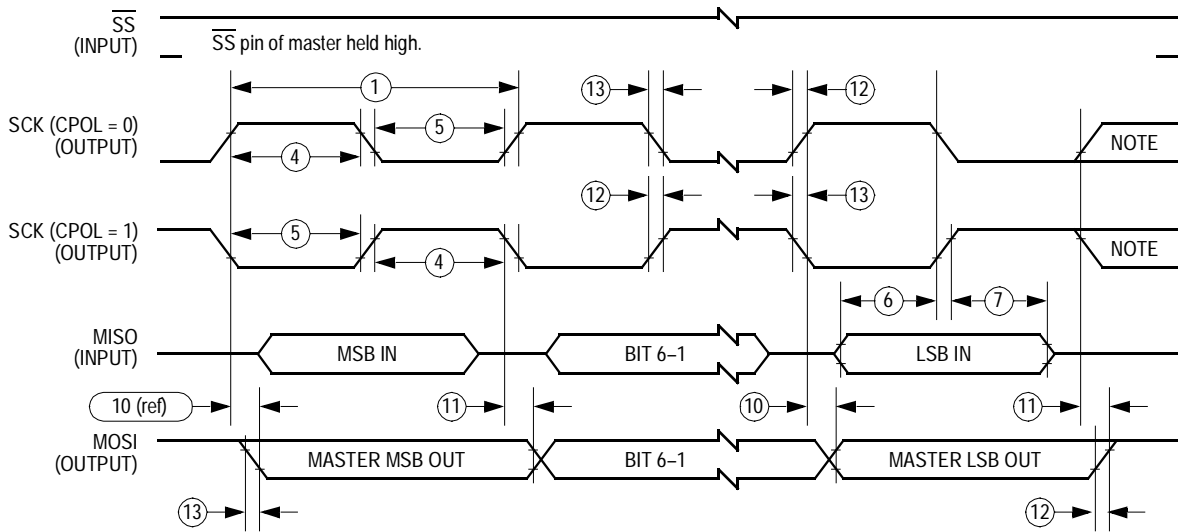 SS
(INPUT)
SS pin of master held high.
1
13
12
SCK (CPOL = 0)
(OUTPUT)
5
4
NOTE
12
13
SCK (CPOL = 1)
(OUTPUT)
5
4
NOTE
6
7
MISO
(INPUT)
MSB IN
BIT 6–1
LSB IN
10 (ref)
11
10
11
MOSI
(OUTPUT)
MASTER MSB OUT
BIT 6–1
MASTER LSB OUT
13
12